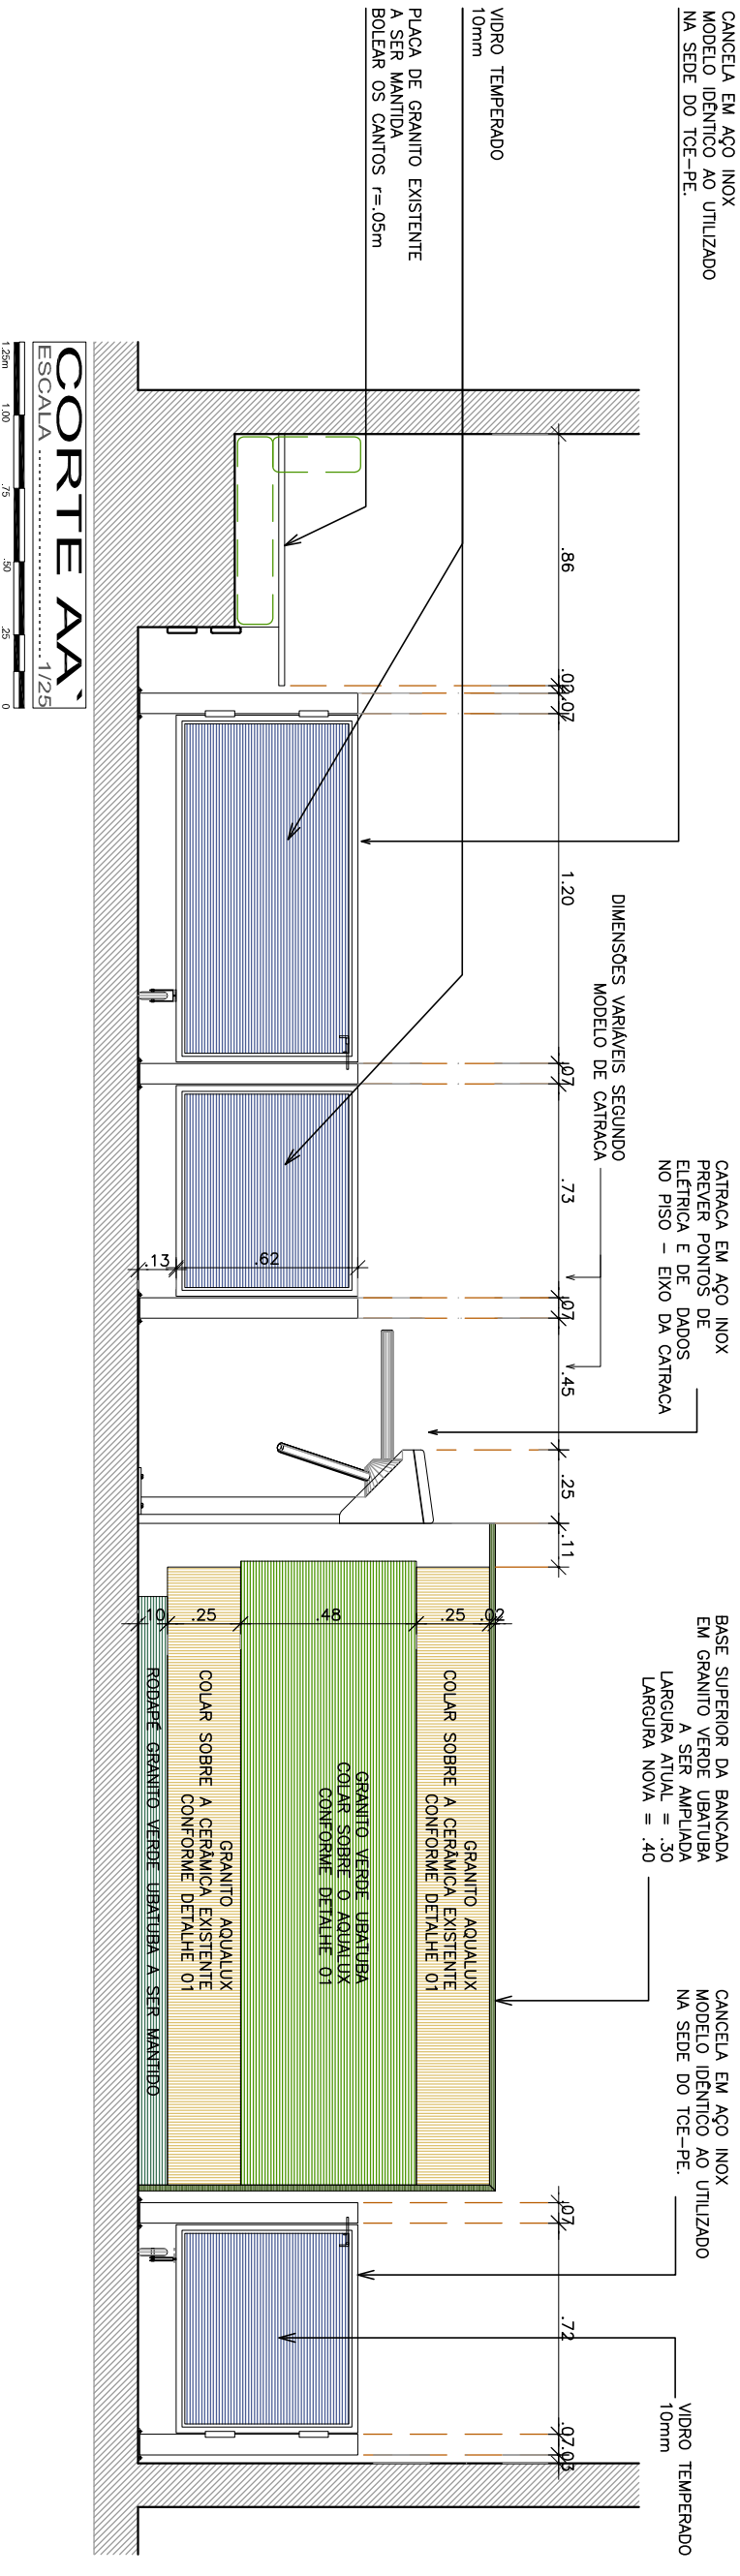 CANCELA EM AÇO INOX
MODELO IDÊNTICO AO UTILIZADO
NA SEDE DO TCE-PE.
VIDRO TEMPERADO
10mm
PLACA DE GRANITO EXISTENTE
A SER MANTIDA
BOLEAR OS CANTOS r=.05m
DIMENSÕES VARIÁVEIS SEGUNDO
MODELO DE CATRACA
CATRACA EM AÇO INOX
PREVER PONTOS DE
ELÉTRICA E DE DADOS
NO PISO - EIXO DA CATRACA
BASE SUPERIOR DA BANCADA
EM GRANITO VERDE UBATUBA
A SER AMPLIADA
LARGURA ATUAL = .30
LARGURA NOVA = .40
CANCELA EM AÇO INOX
MODELO IDÊNTICO AO UTILIZADO
NA SEDE DO TCE-PE.
VIDRO TEMPERADO
10mm
.86
.02
.07
1.20
.07
.73
.07
.45
.25
.11
.07
.72
.07
.03
.62
.13
.02
.25
.48
.25
.10
GRANITO AQUALUX
COLAR SOBRE A CERÂMICA EXISTENTE
CONFORME DETALHE 01
GRANITO VERDE UBATUBA
COLAR SOBRE O AQUALUX
CONFORME DETALHE 01
GRANITO AQUALUX
COLAR SOBRE A CERÂMICA EXISTENTE
CONFORME DETALHE 01
RODAPÉ GRANITO VERDE UBATUBA A SER MANTIDO
CORTE AA`
ESCALA .......................... 1/25
1.25m 1.00 .75 .50 .25 0